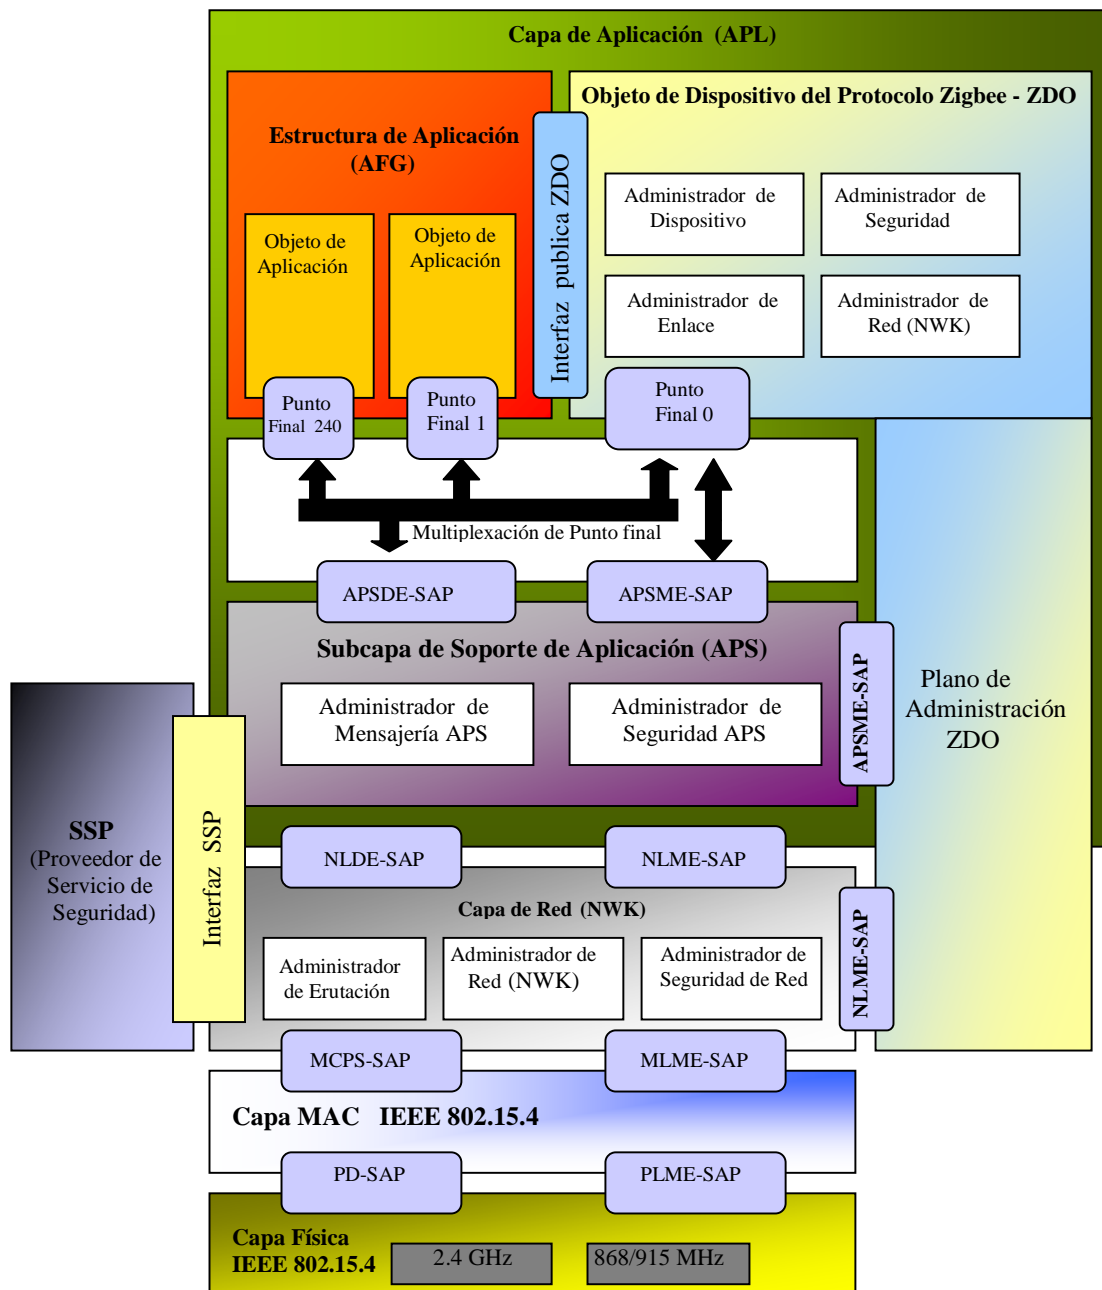 Capa de Aplicación (APL)
Objeto de Dispositivo del Protocolo Zigbee - ZDO
Estructura de Aplicación
(AFG)
Interfaz publica ZDO
Administrador de
Dispositivo
Administrador de
Seguridad
Objeto de
Aplicación
Objeto de
Aplicación
Administrador de
Enlace
Administrador de
Red (NWK)
Punto
Final 240
Punto
Final 1
Punto
Final 0
Multiplexación de Punto final
APSDE-SAP
APSME-SAP
Subcapa de Soporte de Aplicación (APS)
APSME-SAP
Plano de
Administración
ZDO
Administrador de
Mensajería APS
Administrador de
Seguridad APS
SSP
(Proveedor de
Servicio de
Seguridad)
Interfaz SSP
NLDE-SAP
NLME-SAP
Capa de Red (NWK)
NLME-SAP
Administrador
de Erutación
Administrador de
Red (NWK)
Administrador de
Seguridad de Red
MCPS-SAP
MLME-SAP
Capa MAC IEEE 802.15.4
PD-SAP
PLME-SAP
Capa Física
IEEE 802.15.4
2.4 GHz
868/915 MHz